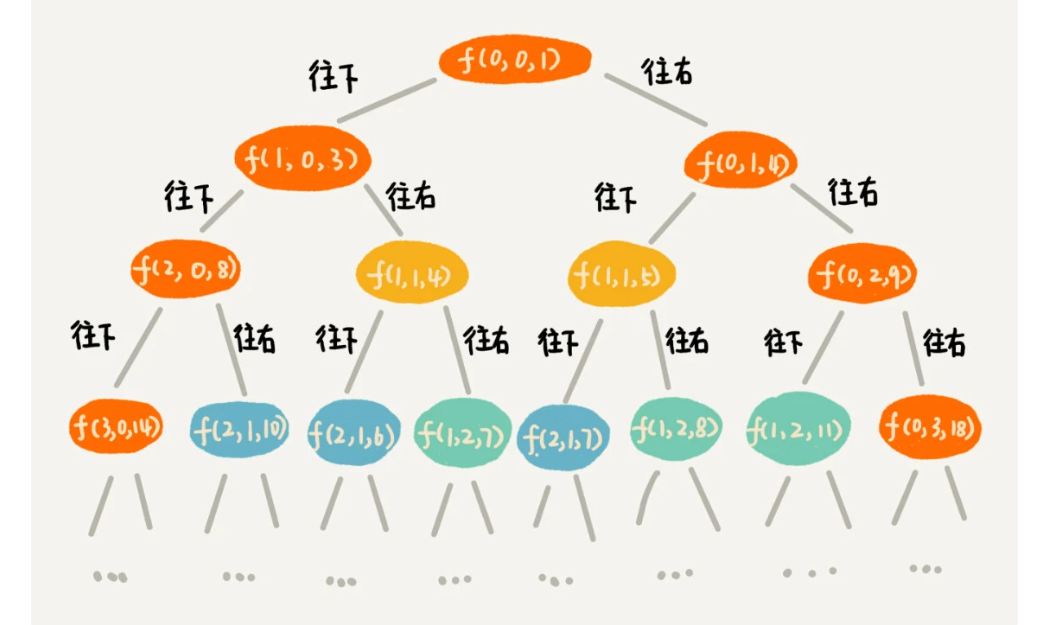 f(0,0,1)
往下 往右
f(1,0,3) f(0,1,4)
往下 往右 往下 往右
f(2,0,8) f(1,1,4) f(1,1,5) f(0,2,9)
往下 往右 往下 往右 往下 往右 往下 往右
f(3,0,14) f(2,1,10) f(2,1,6) f(1,2,7) f(2,1,7) f(1,2,8) f(1,2,11) f(0,3,18)
... ... ... ... ... ... ... ...